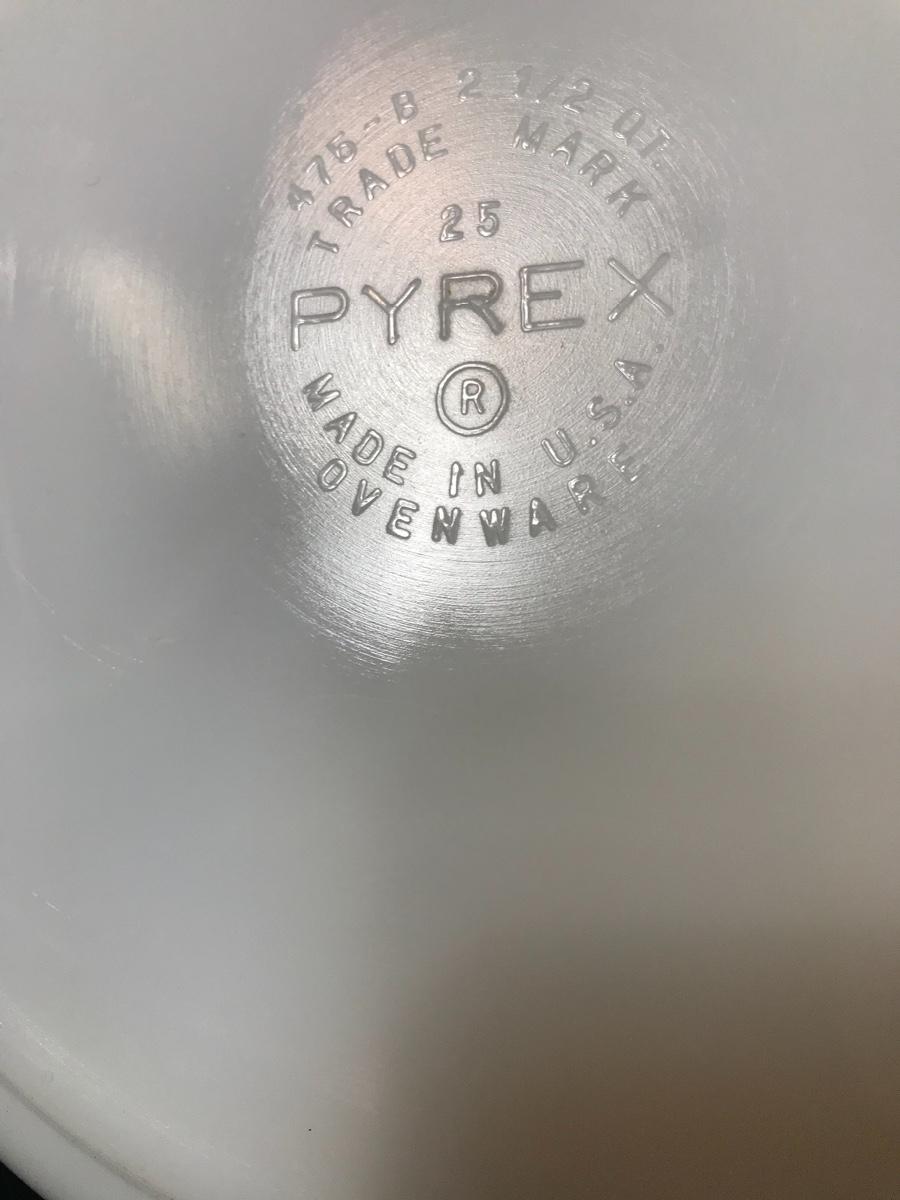 475-B 2 1/2 QT.
TRADE MARK
25
PYREX
®
MADE IN U.S.A.
OVENWARE